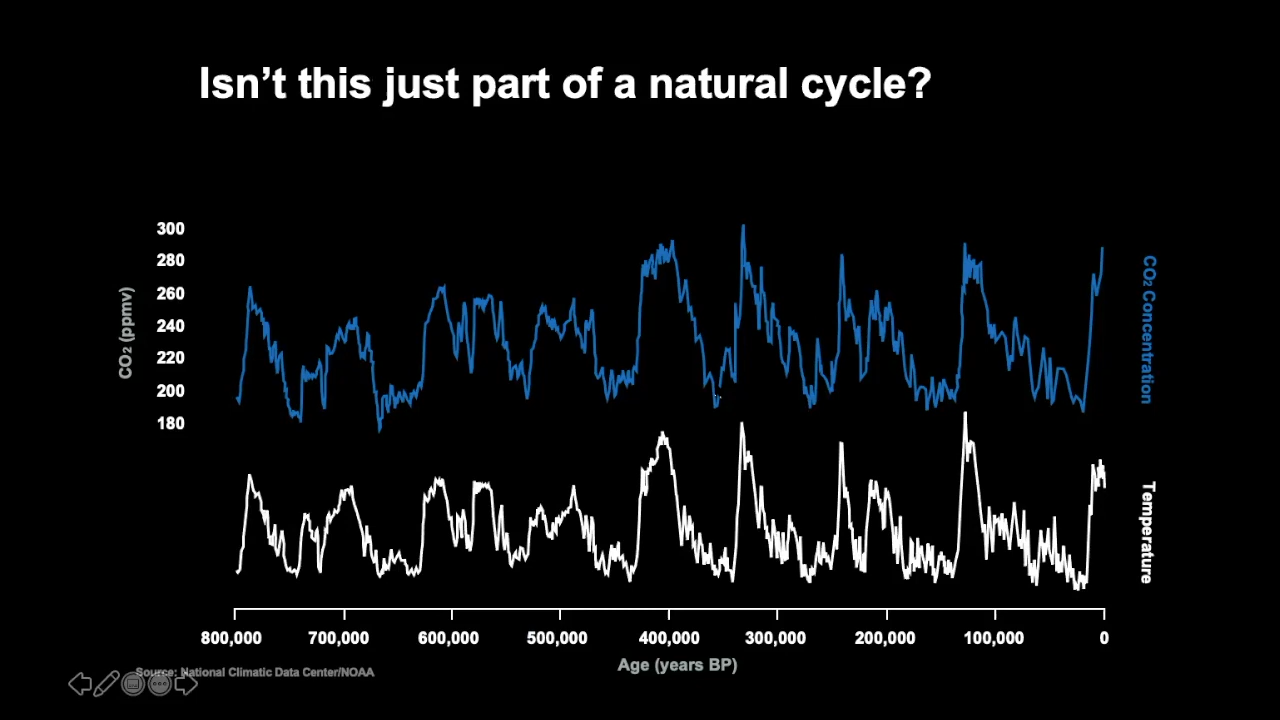 Isn’t this just part of a natural cycle?
300
280
260
240
220
200
180
CO2 (ppmv)
CO2 Concentration
Temperature
800,000 700,000 600,000 500,000 400,000 300,000 200,000 100,000 0
Age (years BP)
Source: National Climatic Data Center/NOAA